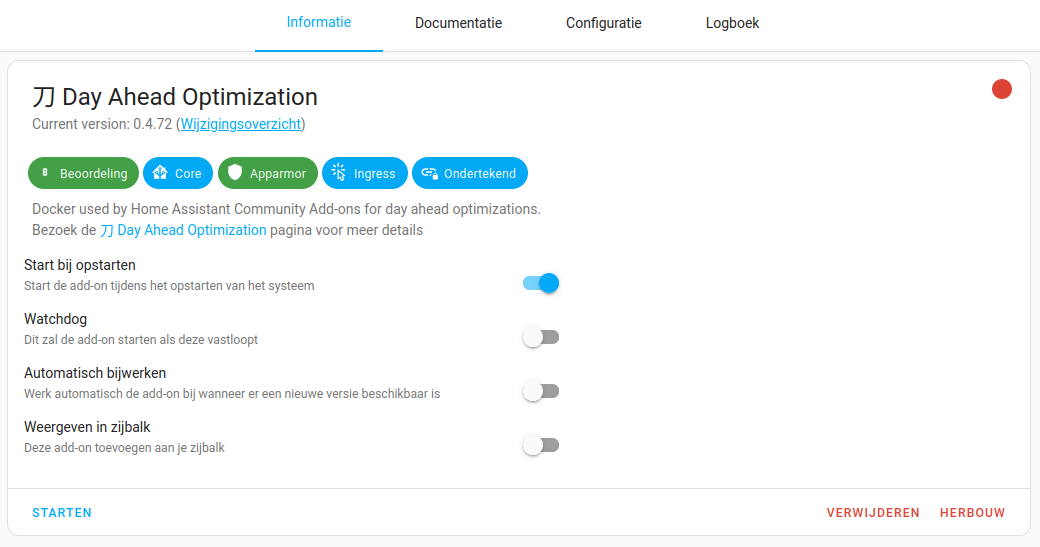 Informatie Documentatie Configuratie Logboek
刀 Day Ahead Optimization
Current version: 0.4.72 (Wijzigingsoverzicht)
8 Beoordeling Core Apparmor Ingress Ondertekend
Docker used by Home Assistant Community Add-ons for day ahead optimizations.
Bezoek de 刀 Day Ahead Optimization pagina voor meer details
Start bij opstarten
Start de add-on tijdens het opstarten van het systeem
Watchdog
Dit zal de add-on starten als deze vastloopt
Automatisch bijwerken
Werk automatisch de add-on bij wanneer er een nieuwe versie beschikbaar is
Weergeven in zijbalk
Deze add-on toevoegen aan je zijbalk
STARTEN VERWIJDEREN HERBOUW